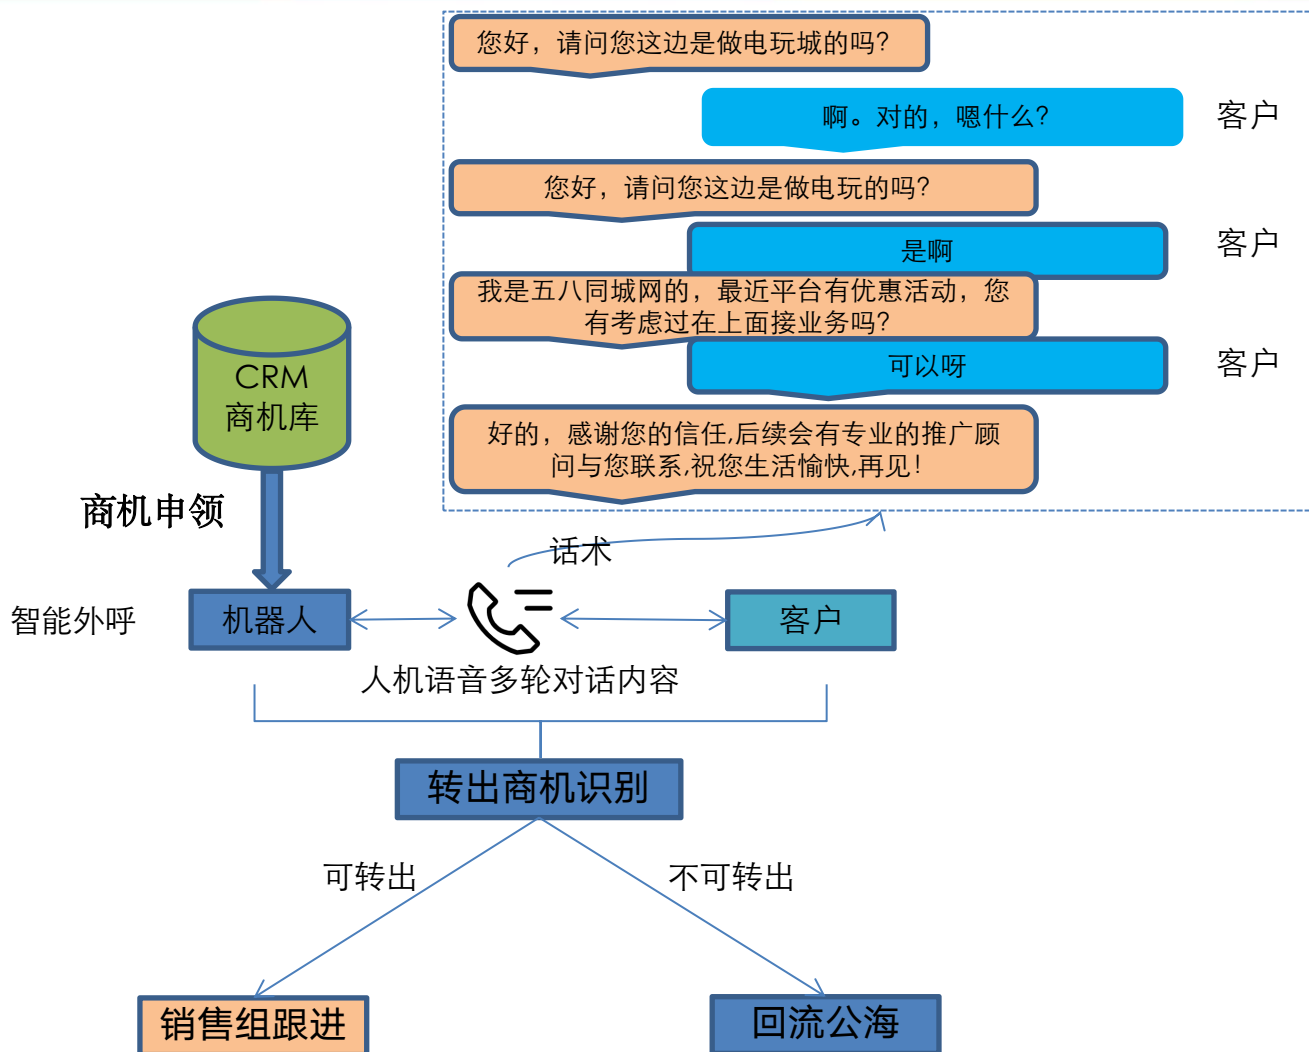 您好，请问您这边是做电玩城的吗？
啊。对的，嗯什么？
客户
您好，请问您这边是做电玩的吗？
是啊
客户
我是五八同城网的，最近平台有优惠活动，您
有考虑过在上面接业务吗？
可以呀
客户
好的，感谢您的信任,后续会有专业的推广顾
问与您联系,祝您生活愉快,再见！
CRM
商机库
商机申领
话术
智能外呼
机器人
客户
人机语音多轮对话内容
转出商机识别
可转出
不可转出
销售组跟进
回流公海